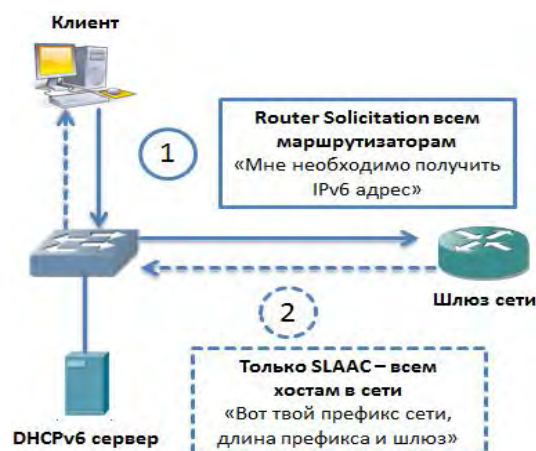 Клиент
1
Router Solicitation всем
маршрутизаторам
«Мне необходимо получить
IPv6 адрес»
Шлюз сети
2
Только SLAAC – всем
хостам в сети
«Вот твой префикс сети,
длина префикса и шлюз»
DHCPv6 сервер